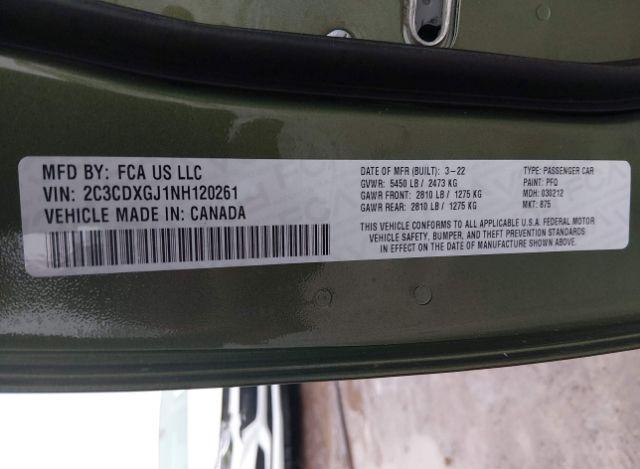 MFD BY: FCA US LLC
VIN: 2C3CDXGJ1NH120261
VEHICLE MADE IN: CANADA
DATE OF MFR (BUILT): 3-22
GVWR: 5450 LB / 2473 KG
GAWR FRONT: 2810 LB / 1275 KG
GAWR REAR: 2810 LB / 1275 KG
TYPE: PASSENGER CAR
PAINT: PFQ
MDH: 030212
MKT: 875
THIS VEHICLE CONFORMS TO ALL APPLICABLE U.S.A. FEDERAL MOTOR
VEHICLE SAFETY, BUMPER, AND THEFT PREVENTION STANDARDS
IN EFFECT ON THE DATE OF MANUFACTURE SHOWN ABOVE.